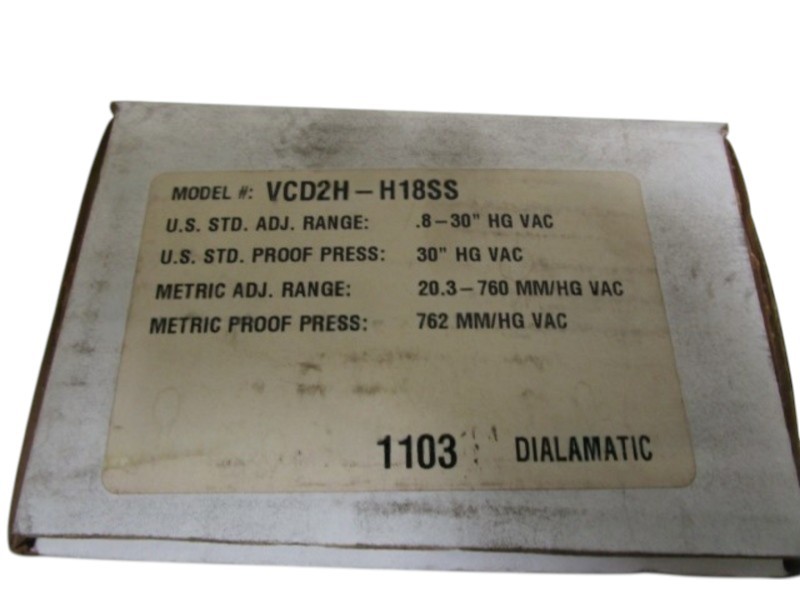 MODEL #: VCD2H-H18SS
U.S. STD. ADJ. RANGE: .8-30" HG VAC
U.S. STD. PROOF PRESS: 30" HG VAC
METRIC ADJ. RANGE: 20.3-760 MM/HG VAC
METRIC PROOF PRESS: 762 MM/HG VAC
1103 DIALAMATIC